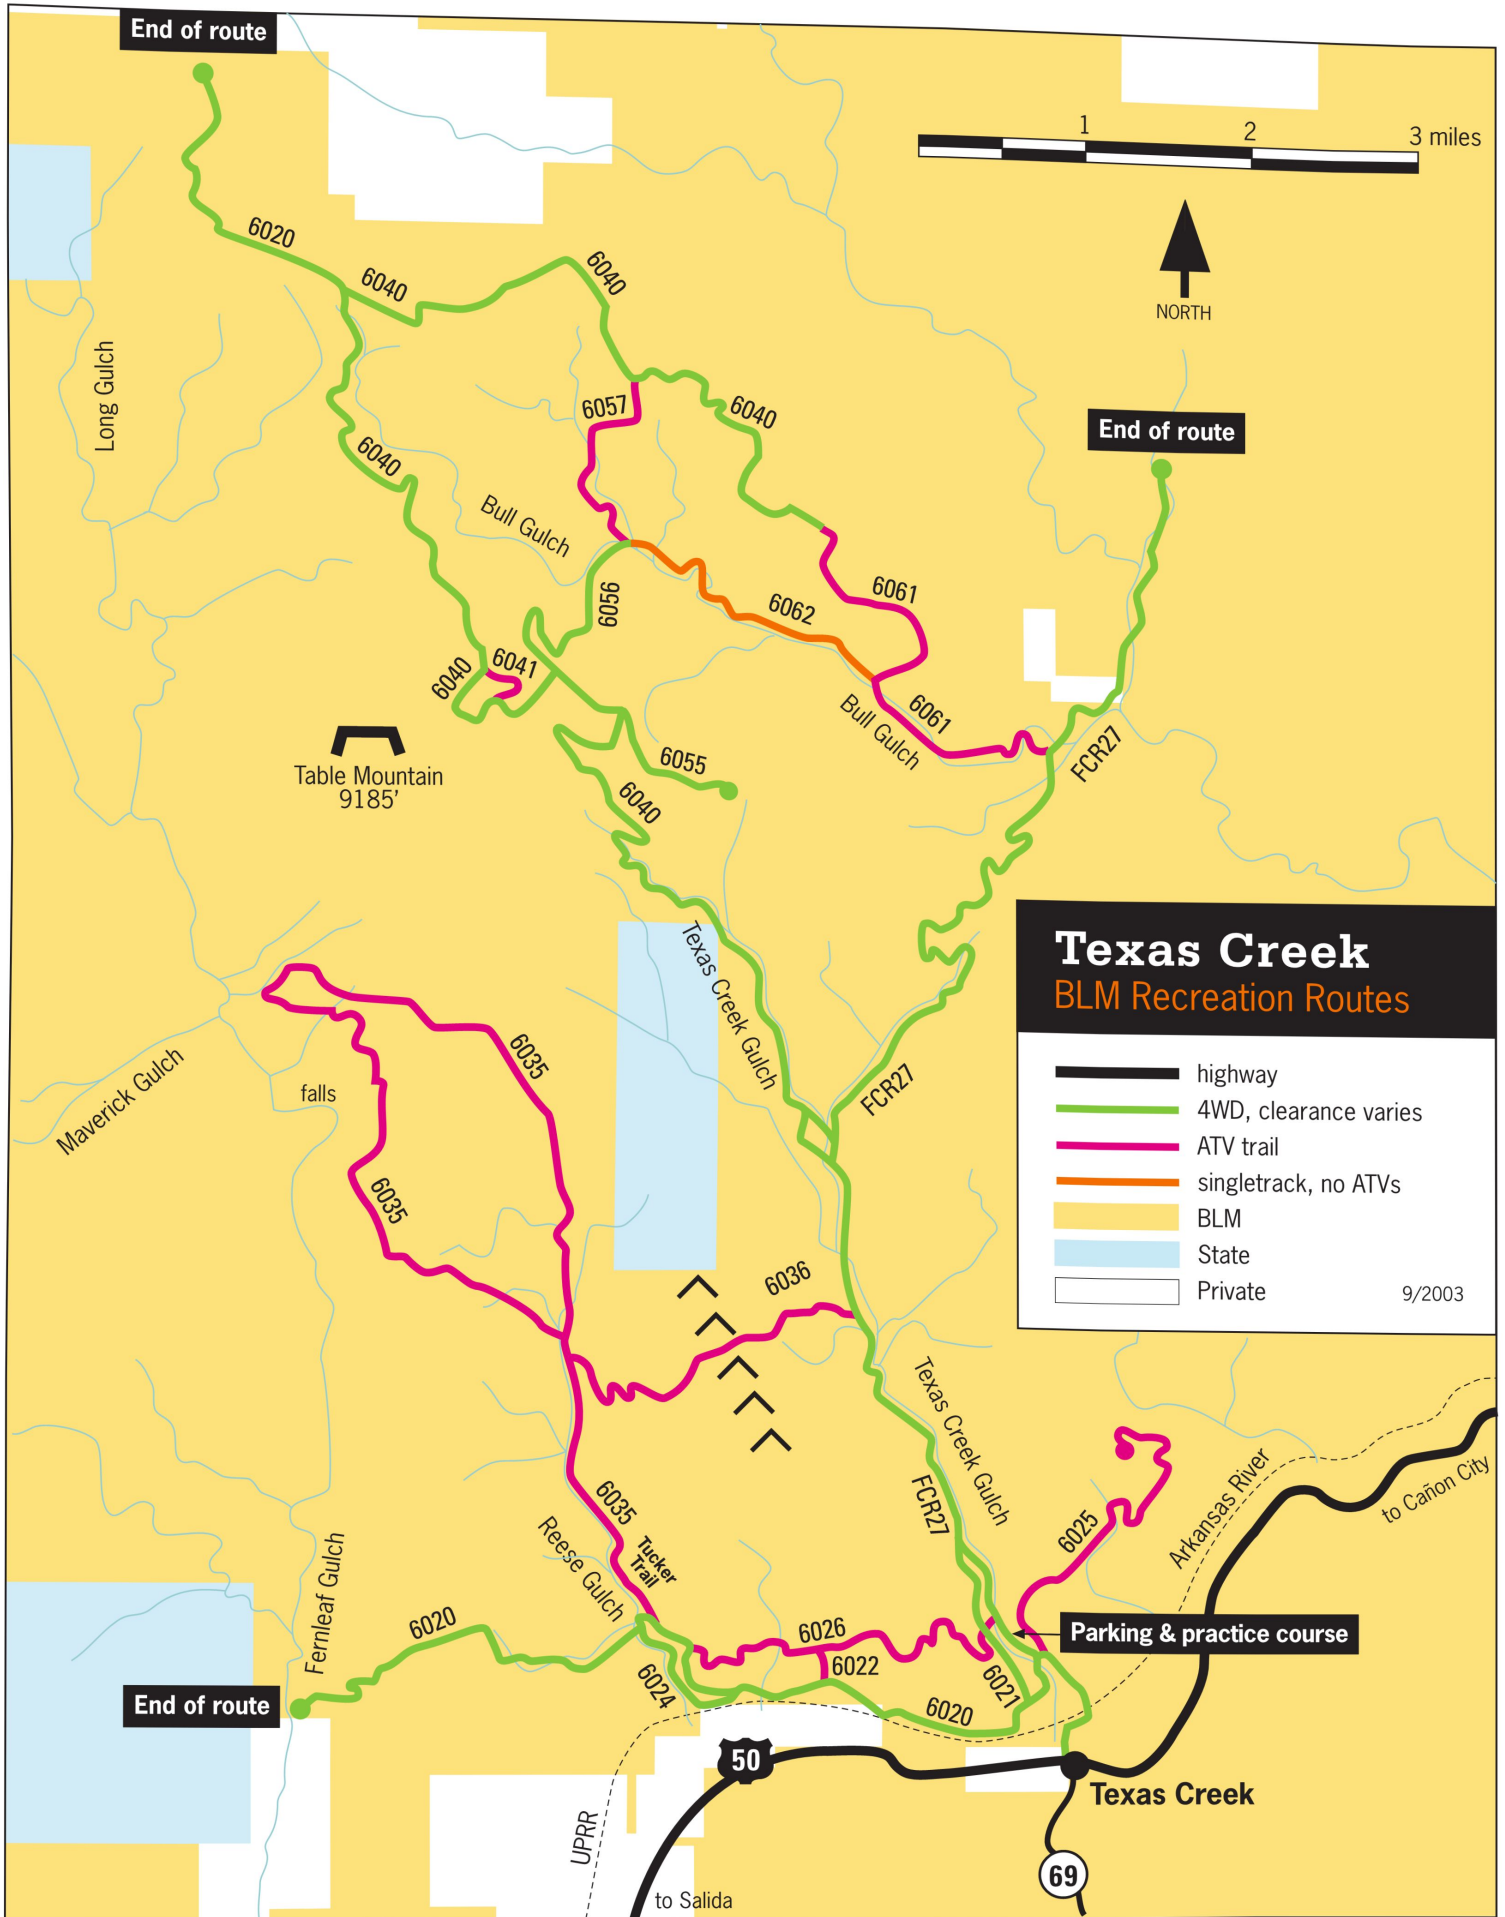 End of route
1
2
3 miles
6020
6040
6040
NORTH
Long Gulch
6057
6040
End of route
6040
Bull Gulch
6056
6062
6061
6040
6041
Bull Gulch
6061
FCR27
Table Mountain
9185'
6055
6040
Texas Creek Gulch
Texas Creek
BLM Recreation Routes
highway
4WD, clearance varies
ATV trail
singletrack, no ATVs
BLM
State
Private
9/2003
6035
FCR27
Maverick Gulch
falls
6035
6036
Texas Creek Gulch
FCR27
6035
Tucker
Trail
Reese Gulch
6025
Arkansas River
to Cañon City
Fernleaf Gulch
6020
6026
Parking & practice course
6022
6024
6021
6020
End of route
50
Texas Creek
UPRR
69
to Salida